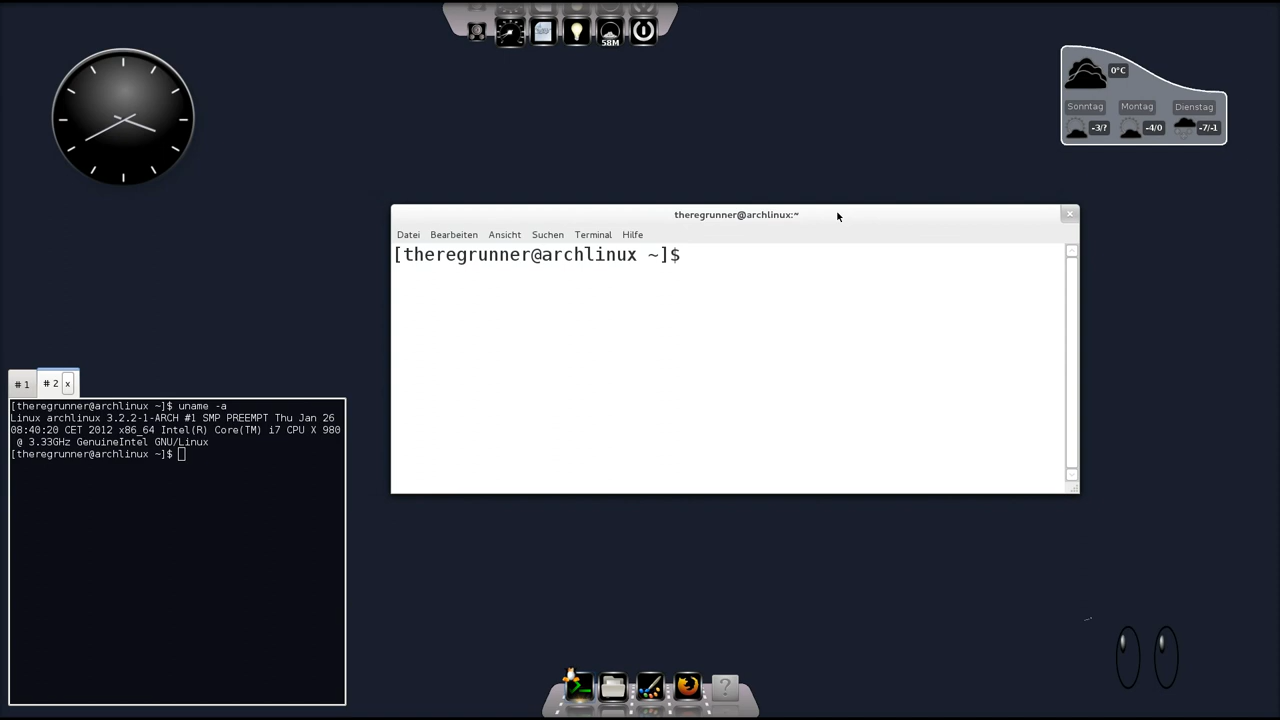 58M
0°C
Sonntag Montag Dienstag
-3/? -4/0 -7/-1
theregrunner@archlinux:~
Datei Bearbeiten Ansicht Suchen Terminal Hilfe
[theregrunner@archlinux ~]$
# 1 # 2 x
[theregrunner@archlinux ~]$ uname -a
Linux archlinux 3.2.2-1-ARCH #1 SMP PREEMPT Thu Jan 26
08:40:20 CET 2012 x86_64 Intel(R) Core(TM) i7 CPU X 980
@ 3.33GHz GenuineIntel GNU/Linux
[theregrunner@archlinux ~]$
?